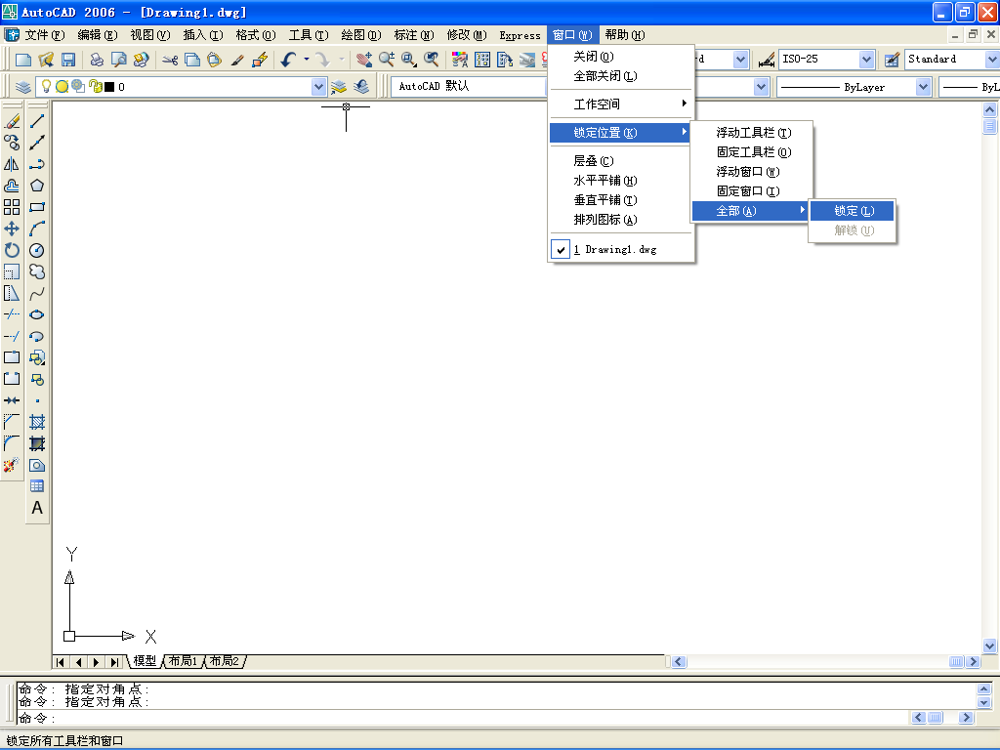 AutoCAD 2006 - [Drawing1.dwg]
文件(F) 编辑(E) 视图(V) 插入(I) 格式(O) 工具(T) 绘图(D) 标注(N) 修改(M) Express 窗口(W) 帮助(H)
ISO-25 Standard
0 AutoCAD 默认 ByLayer ByL
关闭(O)
全部关闭(L)
工作空间
锁定位置(K)
层叠(C)
水平平铺(H)
垂直平铺(T)
排列图标(A)
1 Drawing1.dwg
浮动工具栏(T)
固定工具栏(O)
浮动窗口(W)
固定窗口(I)
全部(A)
锁定(L)
解锁(U)
A
Y
X
模型 布局1 布局2
命令: 指定对角点:
命令: 指定对角点:
命令:
锁定所有工具栏和窗口